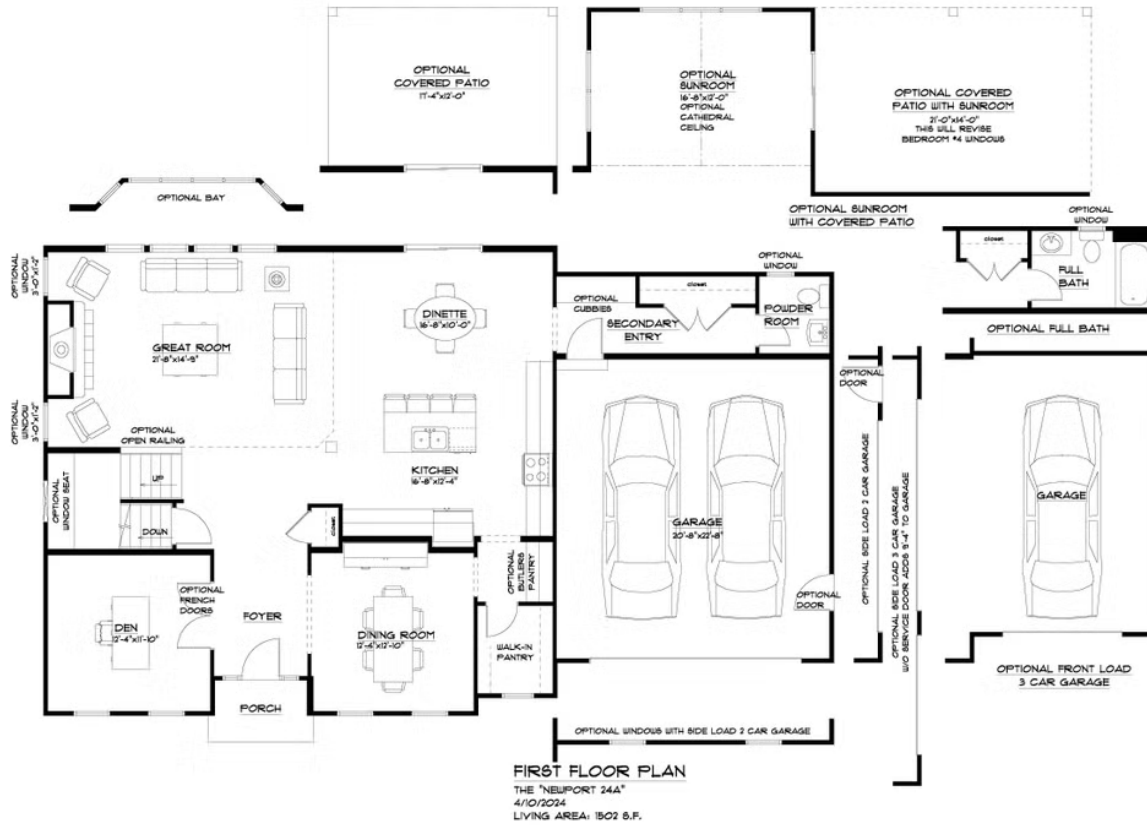 OPTIONAL
COVERED PATIO
17'-4"x12'-0"
OPTIONAL
SUNROOM
16'-8"x12'-0"
OPTIONAL
CATHEDRAL
CEILING
OPTIONAL COVERED
PATIO WITH SUNROOM
21'-0"x14'-0"
THIS WILL REVISE
BEDROOM #4 WINDOWS
OPTIONAL BAY
OPTIONAL SUNROOM
WITH COVERED PATIO
OPTIONAL
WINDOW
closet
FULL
BATH
OPTIONAL FULL BATH
OPTIONAL
WINDOW
3'-0"x1'-2"
GREAT ROOM
21'-8"x14'-9"
DINETTE
16'-8"x10'-0"
OPTIONAL
CUBBIES
closet
SECONDARY
ENTRY
OPTIONAL
WINDOW
POWDER
ROOM
OPTIONAL
WINDOW
3'-0"x1'-2"
OPTIONAL
OPEN RAILING
OPTIONAL
WINDOW SEAT
UP
DOWN
closet
KITCHEN
16'-8"x12'-4"
GARAGE
20'-8"x22'-8"
OPTIONAL
DOOR
OPTIONAL
DOOR
OPTIONAL SIDE LOAD 2 CAR GARAGE
OPTIONAL SIDE LOAD 3 CAR GARAGE
W/O SERVICE DOOR ADDS 9'-4" TO GARAGE
GARAGE
OPTIONAL FRONT LOAD
3 CAR GARAGE
DEN
12'-4"x11'-10"
OPTIONAL
FRENCH
DOORS
FOYER
DINING ROOM
12'-4"x12'-10"
OPTIONAL
BUTLERS
PANTRY
WALK-IN
PANTRY
PORCH
OPTIONAL WINDOWS WITH SIDE LOAD 2 CAR GARAGE
FIRST FLOOR PLAN
THE "NEWPORT 24A"
4/10/2024
LIVING AREA: 1502 S.F.